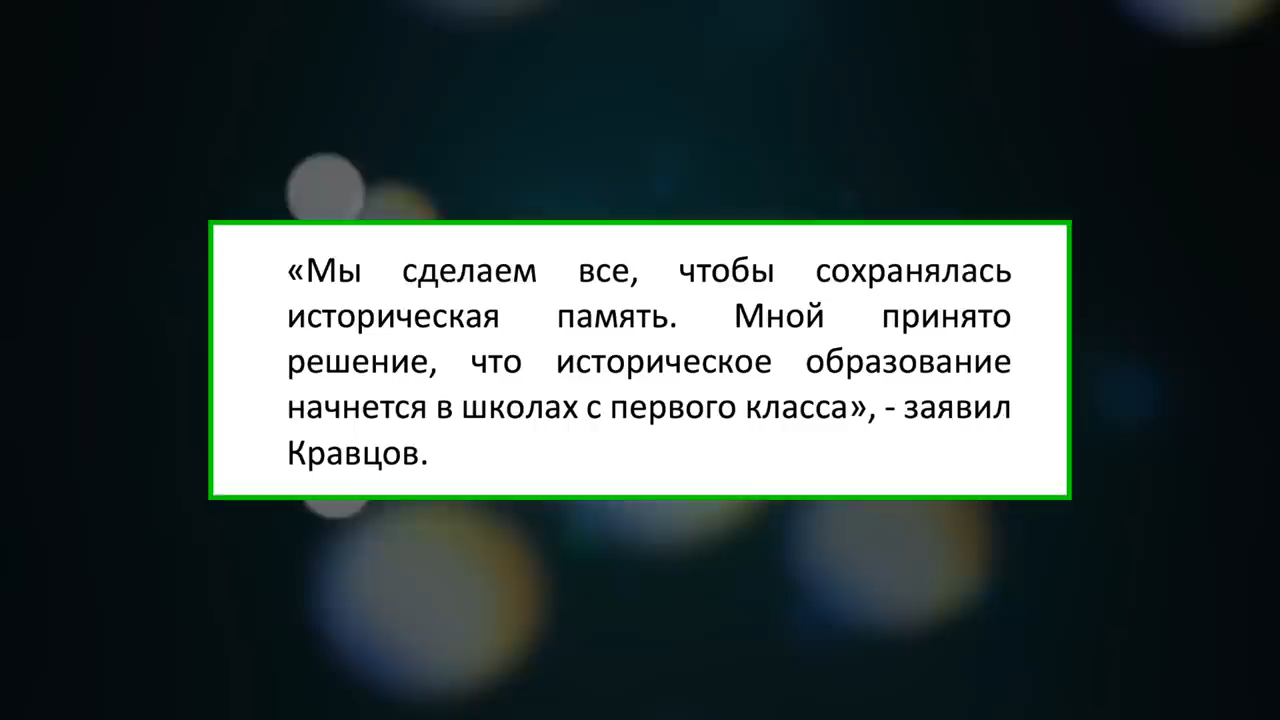 «Мы сделаем все, чтобы сохранялась
историческая память. Мной принято
решение, что историческое образование
начнется в школах с первого класса», - заявил
Кравцов.